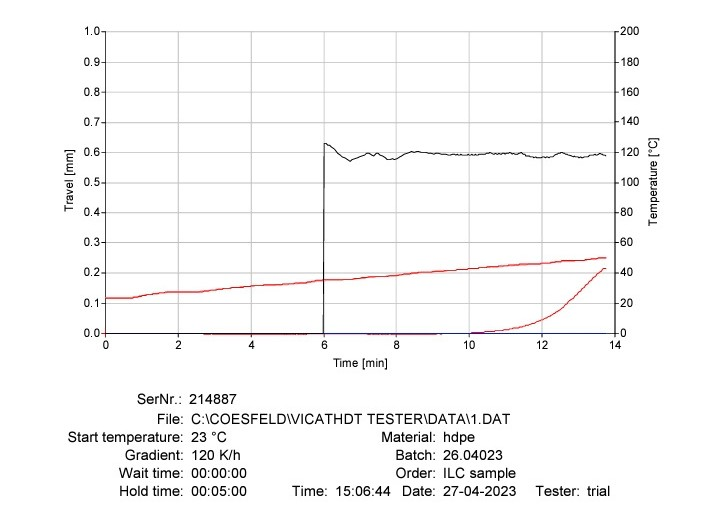 1.0
0.9
0.8
0.7
0.6
0.5
0.4
0.3
0.2
0.1
0.0
Travel [mm]
200
180
160
140
120
100
80
60
40
20
0
Temperature [°C]
0 2 4 6 8 10 12 14
Time [min]
SerNr.: 214887
File: C:\COESFELD\VICATHDT TESTER\DATA\1.DAT
Start temperature: 23 °C Material: hdpe
Gradient: 120 K/h Batch: 26.04023
Wait time: 00:00:00 Order: ILC sample
Hold time: 00:05:00 Time: 15:06:44 Date: 27-04-2023 Tester: trial